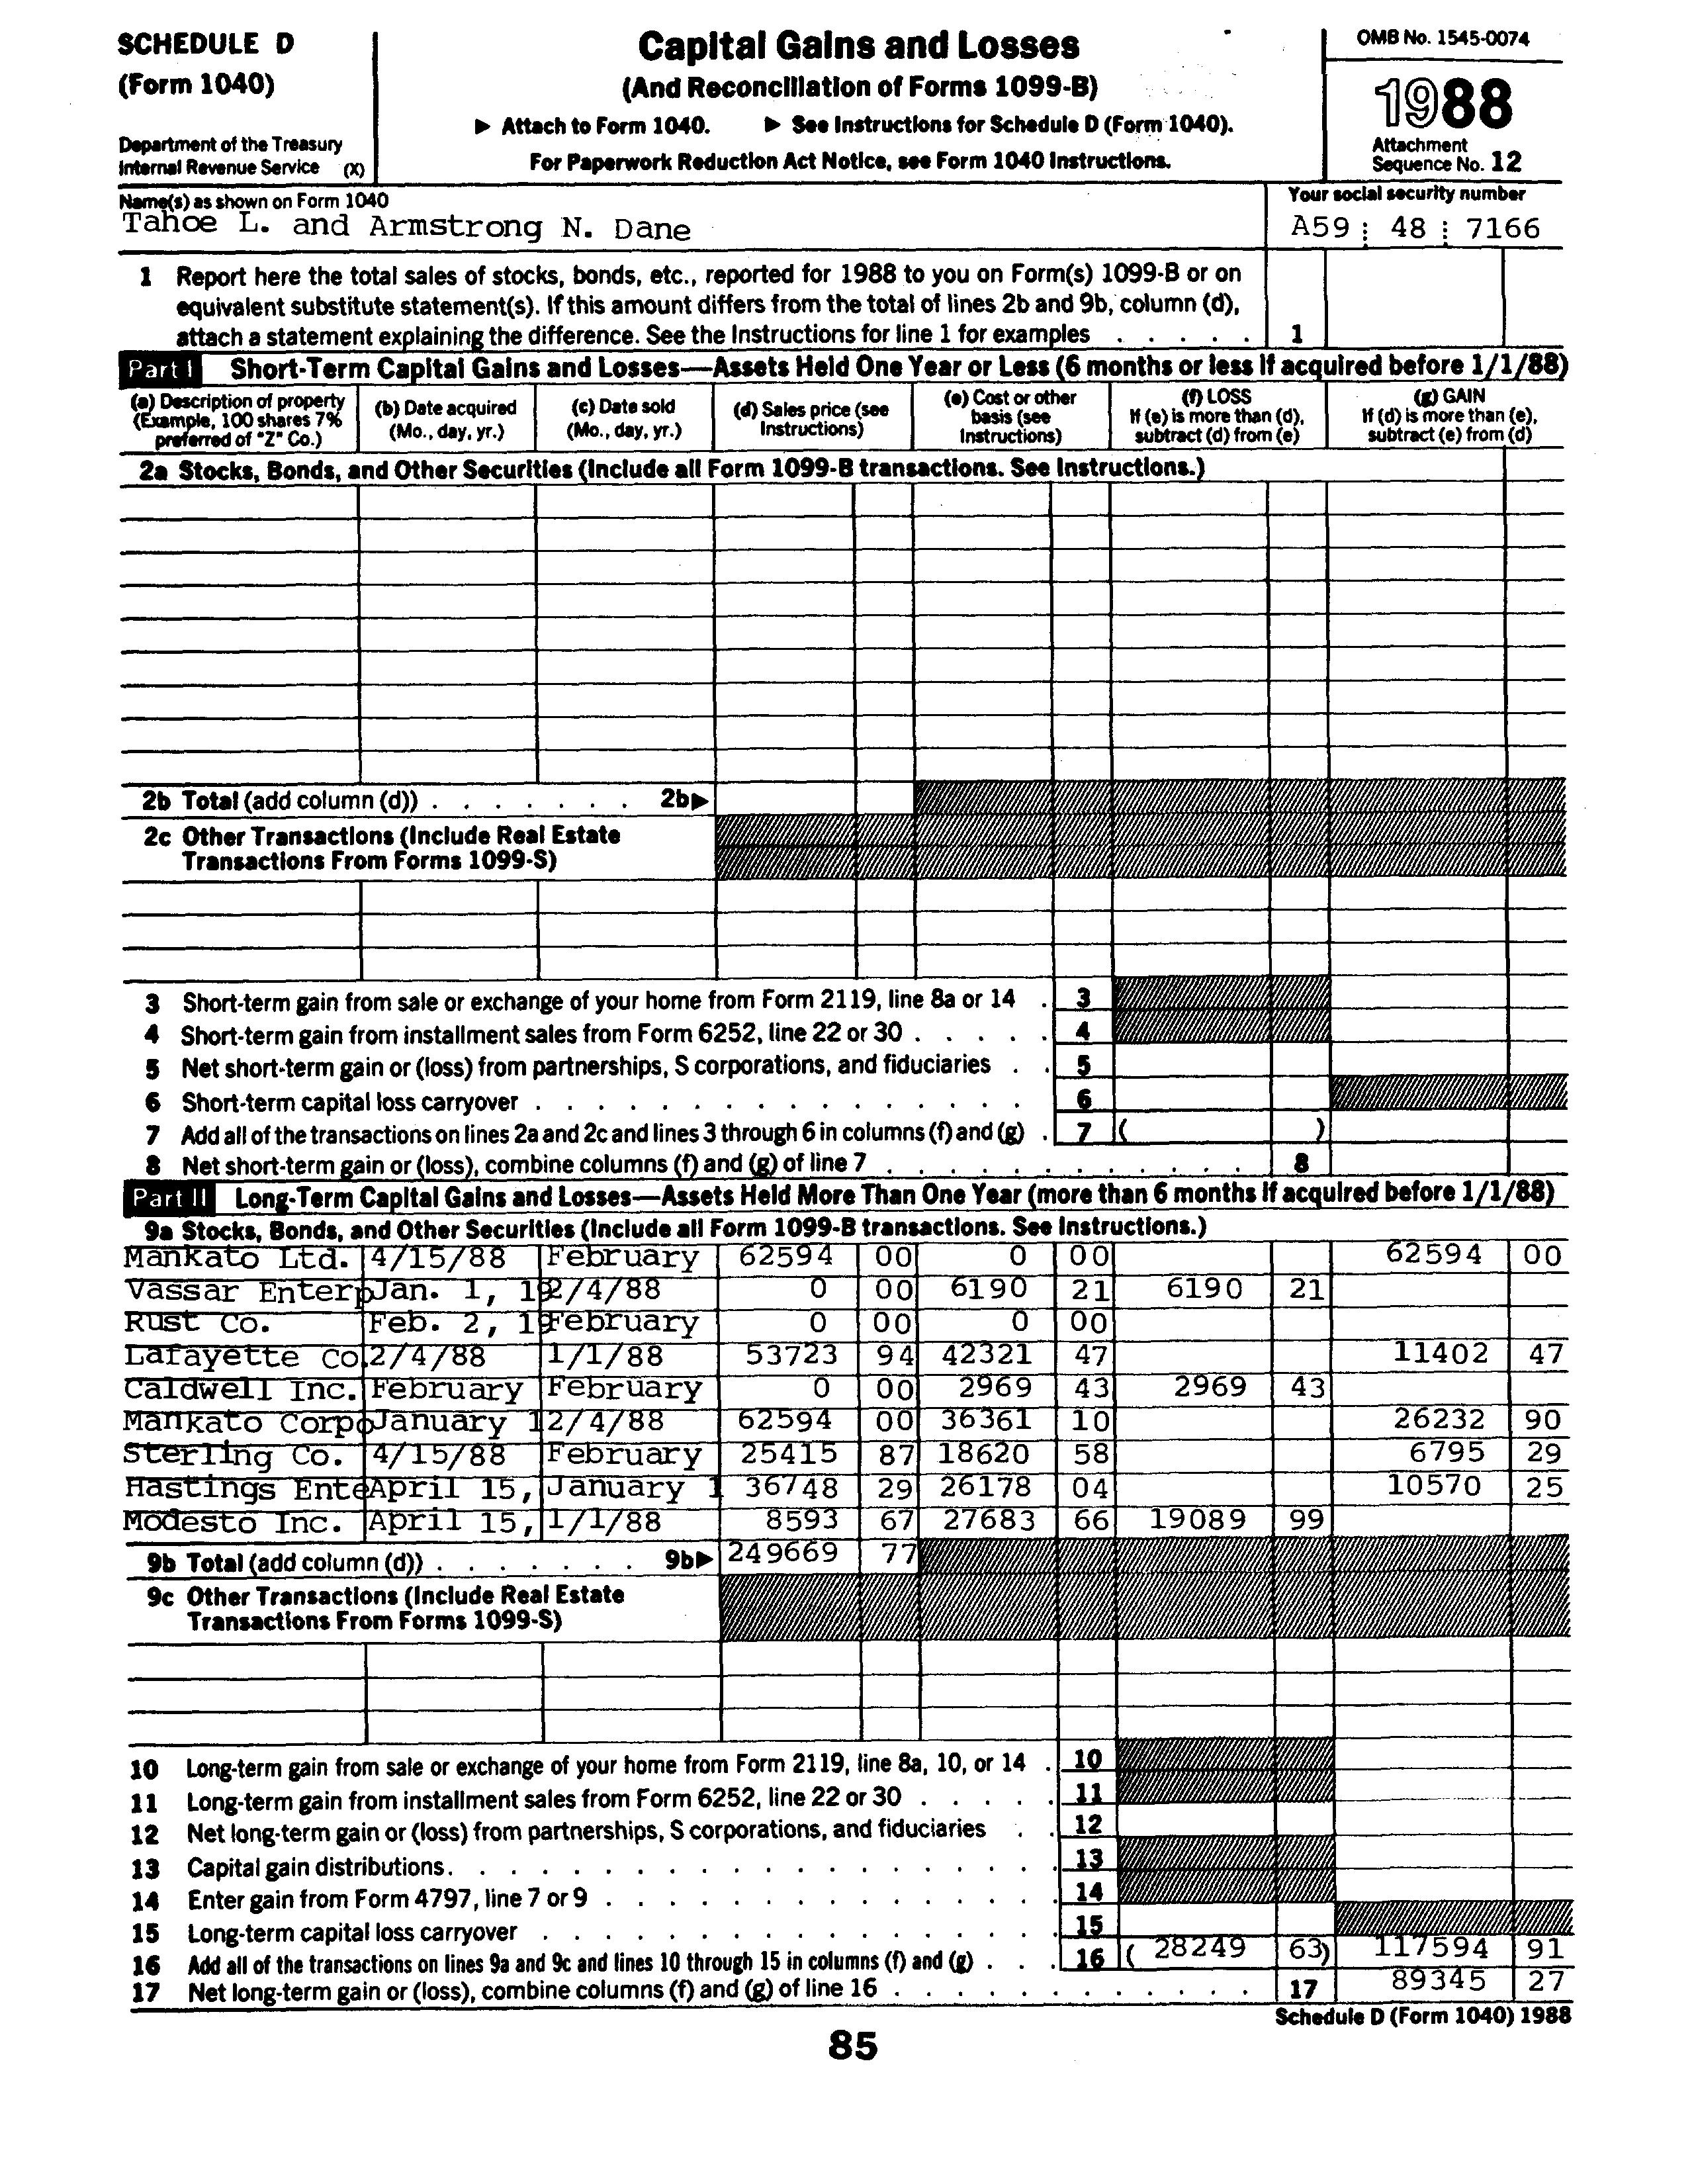 SCHEDULE D
(Form 1040)
Department of the Treasury
Internal Revenue Service (X)
Capital Gains and Losses
(And Reconciliation of Forms 1099-B)
▶ Attach to Form 1040. ▶ See Instructions for Schedule D (Form 1040).
For Paperwork Reduction Act Notice, see Form 1040 Instructions.
OMB No. 1545-0074
1988
Attachment
Sequence No. 12
Name(s) as shown on Form 1040
Tahoe L. and Armstrong N. Dane
Your social security number
A59 48 7166
1 Report here the total sales of stocks, bonds, etc., reported for 1988 to you on Form(s) 1099-B or on
equivalent substitute statement(s). If this amount differs from the total of lines 2b and 9b, column (d),
attach a statement explaining the difference. See the Instructions for line 1 for examples . . . . . 1
Part I Short-Term Capital Gains and Losses—Assets Held One Year or Less (6 months or less if acquired before 1/1/88)
(a) Description of property
(Example, 100 shares 7%
preferred of "Z" Co.)
(b) Date acquired
(Mo., day, yr.)
(c) Date sold
(Mo., day, yr.)
(d) Sales price (see
Instructions)
(e) Cost or other
basis (see
Instructions)
(f) LOSS
If (e) is more than (d),
subtract (d) from (e)
(g) GAIN
If (d) is more than (e),
subtract (e) from (d)
2a Stocks, Bonds, and Other Securities (Include all Form 1099-B transactions. See Instructions.)
2b Total (add column (d)) . . . . . . . 2b▶
2c Other Transactions (Include Real Estate
Transactions From Forms 1099-S)
3 Short-term gain from sale or exchange of your home from Form 2119, line 8a or 14 . 3
4 Short-term gain from installment sales from Form 6252, line 22 or 30 . . . . . 4
5 Net short-term gain or (loss) from partnerships, S corporations, and fiduciaries . . 5
6 Short-term capital loss carryover . . . . . . . . . . . . . . . . 6
7 Add all of the transactions on lines 2a and 2c and lines 3 through 6 in columns (f) and (g) . 7 ( )
8 Net short-term gain or (loss), combine columns (f) and (g) of line 7 . . . . . . . . . . . . 8
Part II Long-Term Capital Gains and Losses—Assets Held More Than One Year (more than 6 months if acquired before 1/1/88)
9a Stocks, Bonds, and Other Securities (Include all Form 1099-B transactions. See Instructions.)
Mankato Ltd. 4/15/88 February 62594 00 0 00 62594 00
Vassar Enterp Jan. 1, 19 2/4/88 0 00 6190 21 6190 21
Rust Co. Feb. 2, 19 February 0 00 0 00
Lafayette Co. 2/4/88 1/1/88 53723 94 42321 47 11402 47
Caldwell Inc. February February 0 00 2969 43 2969 43
Mankato Corpo January 1 2/4/88 62594 00 36361 10 26232 90
Sterling Co. 4/15/88 February 25415 87 18620 58 6795 29
Hastings Ente April 15, January 1 36748 29 26178 04 10570 25
Modesto Inc. April 15, 1/1/88 8593 67 27683 66 19089 99
9b Total (add column (d)) . . . . . . . 9b▶ 249669 77
9c Other Transactions (Include Real Estate
Transactions From Forms 1099-S)
10 Long-term gain from sale or exchange of your home from Form 2119, line 8a, 10, or 14 . 10
11 Long-term gain from installment sales from Form 6252, line 22 or 30 . . . . . 11
12 Net long-term gain or (loss) from partnerships, S corporations, and fiduciaries . . 12
13 Capital gain distributions. . . . . . . . . . . . . . . . . . . 13
14 Enter gain from Form 4797, line 7 or 9 . . . . . . . . . . . . . . 14
15 Long-term capital loss carryover . . . . . . . . . . . . . . . . 15
16 Add all of the transactions on lines 9a and 9c and lines 10 through 15 in columns (f) and (g) . . . 16 ( 28249 63) 117594 91
17 Net long-term gain or (loss), combine columns (f) and (g) of line 16 . . . . . . . . . . . . 17 89345 27
Schedule D (Form 1040) 1988
85